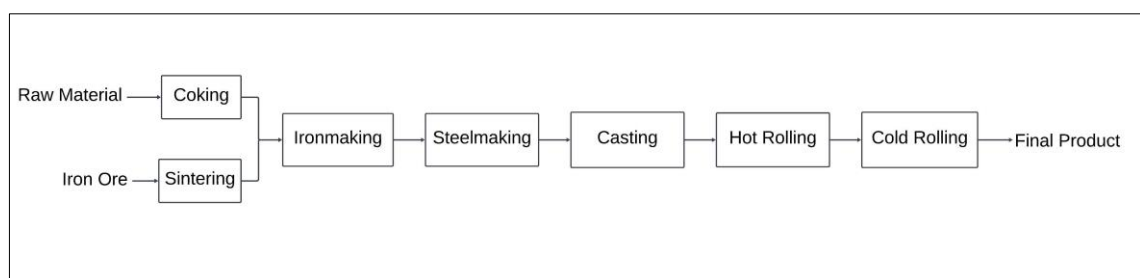 Raw Material
Coking
Iron Ore
Sintering
Ironmaking
Steelmaking
Casting
Hot Rolling
Cold Rolling
Final Product